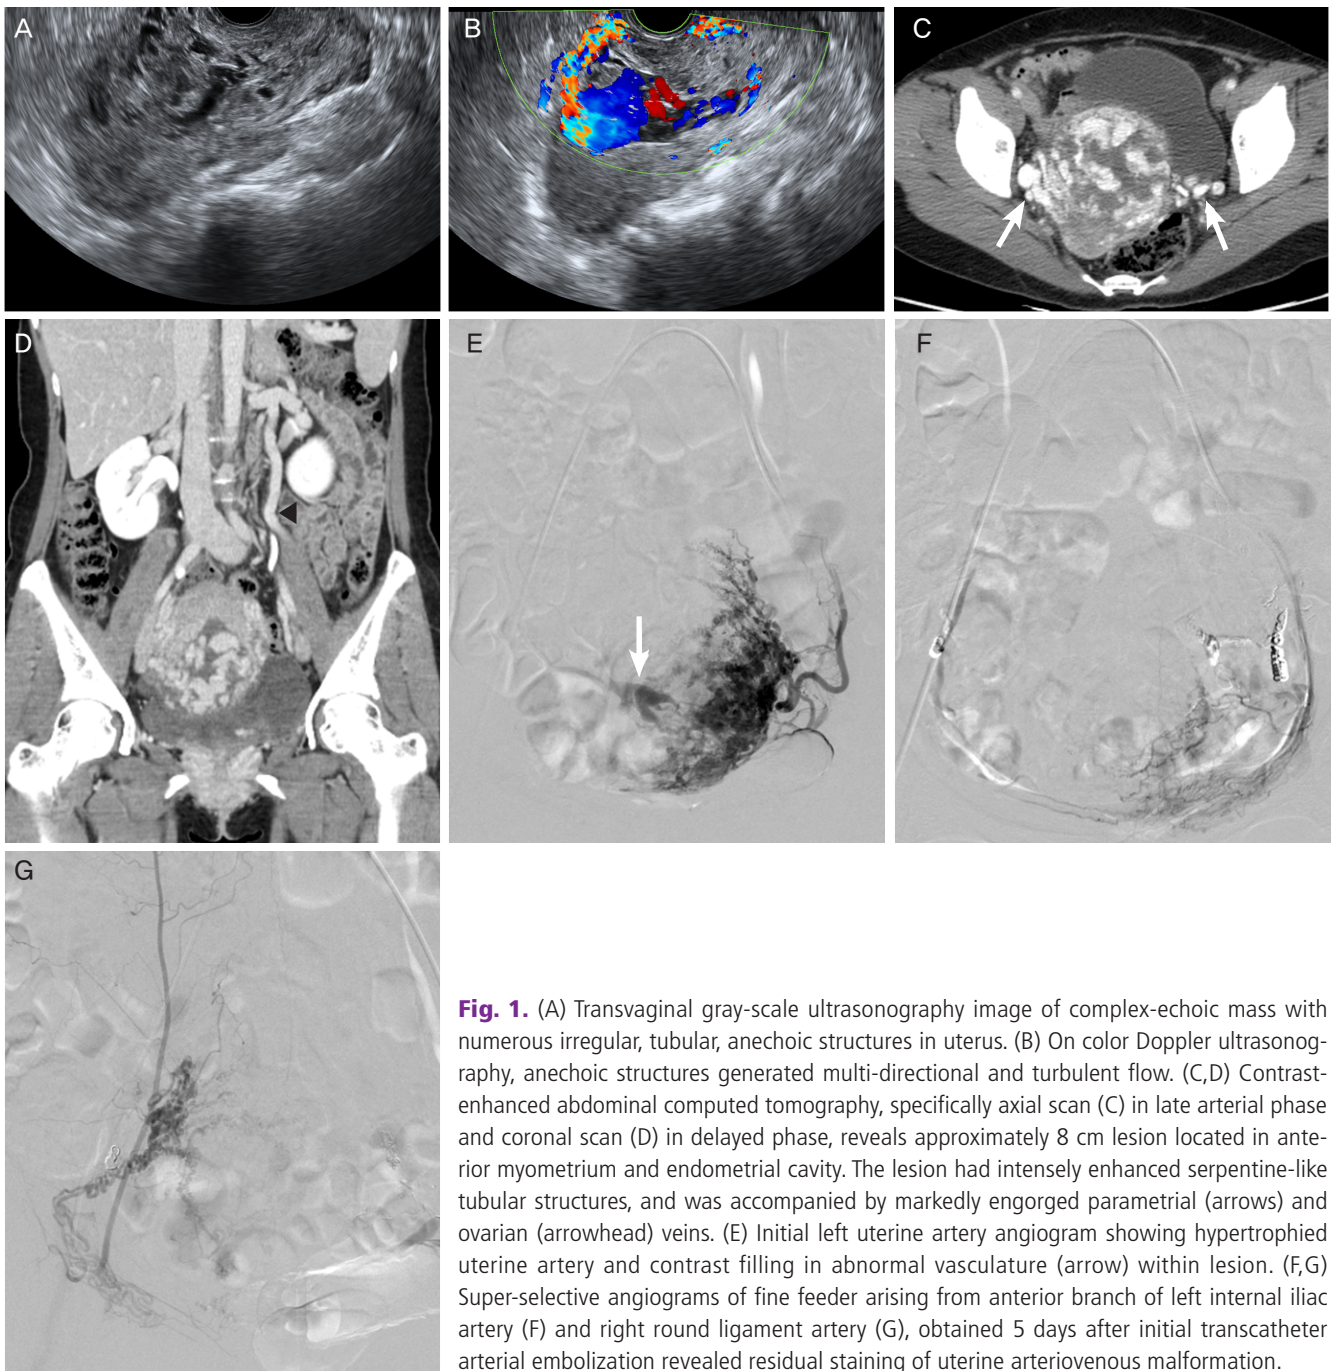 A
B
C
D
E
F
G
Fig. 1. (A) Transvaginal gray-scale ultrasonography image of complex-echoic mass with
numerous irregular, tubular, anechoic structures in uterus. (B) On color Doppler ultrasonog-
raphy, anechoic structures generated multi-directional and turbulent flow. (C,D) Contrast-
enhanced abdominal computed tomography, specifically axial scan (C) in late arterial phase
and coronal scan (D) in delayed phase, reveals approximately 8 cm lesion located in ante-
rior myometrium and endometrial cavity. The lesion had intensely enhanced serpentine-like
tubular structures, and was accompanied by markedly engorged parametrial (arrows) and
ovarian (arrowhead) veins. (E) Initial left uterine artery angiogram showing hypertrophied
uterine artery and contrast filling in abnormal vasculature (arrow) within lesion. (F,G)
Super-selective angiograms of fine feeder arising from anterior branch of left internal iliac
artery (F) and right round ligament artery (G), obtained 5 days after initial transcatheter
arterial embolization revealed residual staining of uterine arteriovenous malformation.